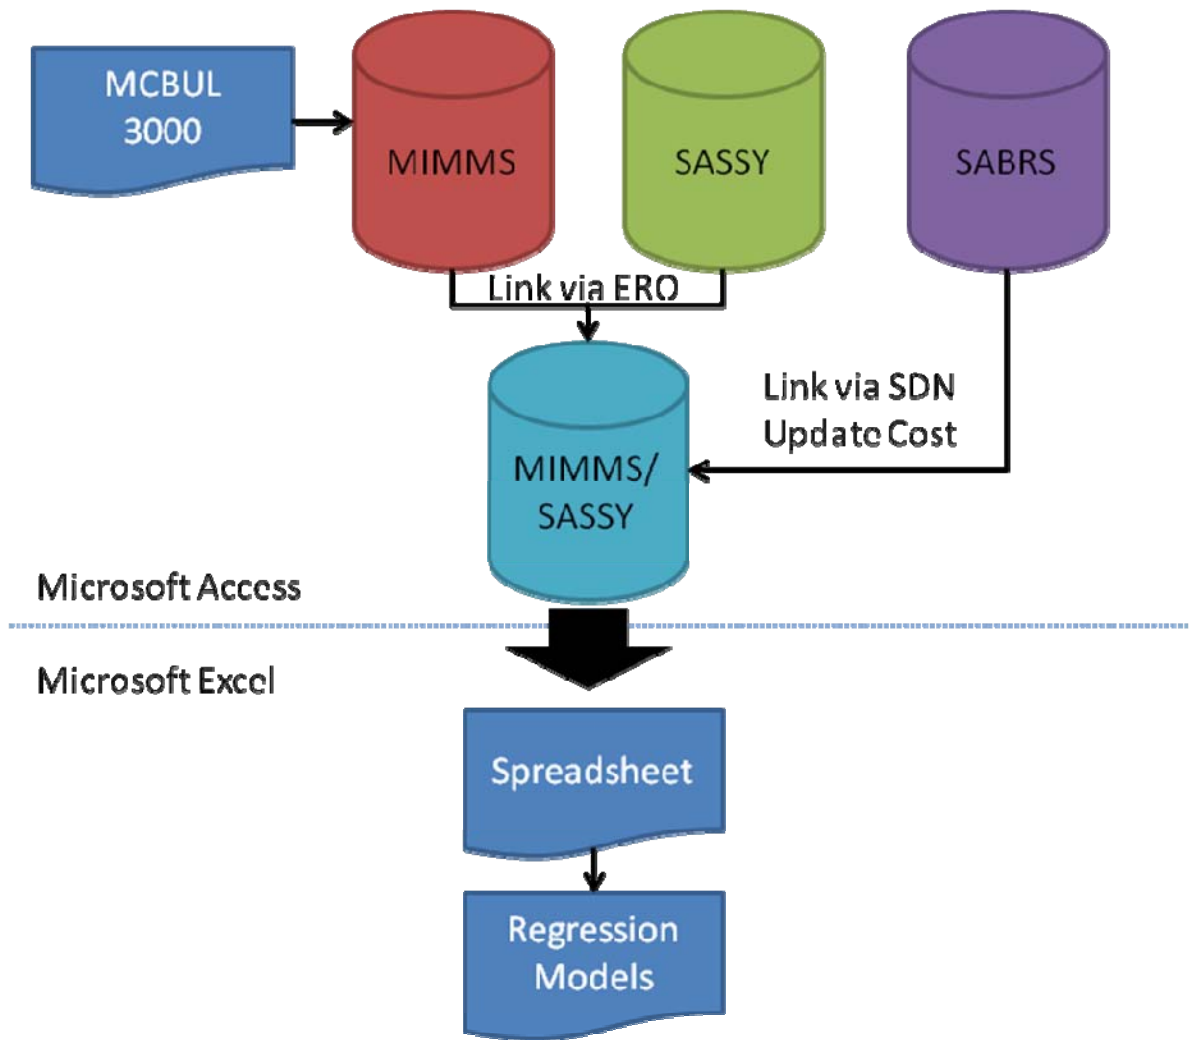 MCBUL
3000
MIMMS
SASSY
SABRS
Link via ERO
Link via SDN
Update Cost
MIMMS/
SASSY
Microsoft Access
Microsoft Excel
Spreadsheet
Regression
Models